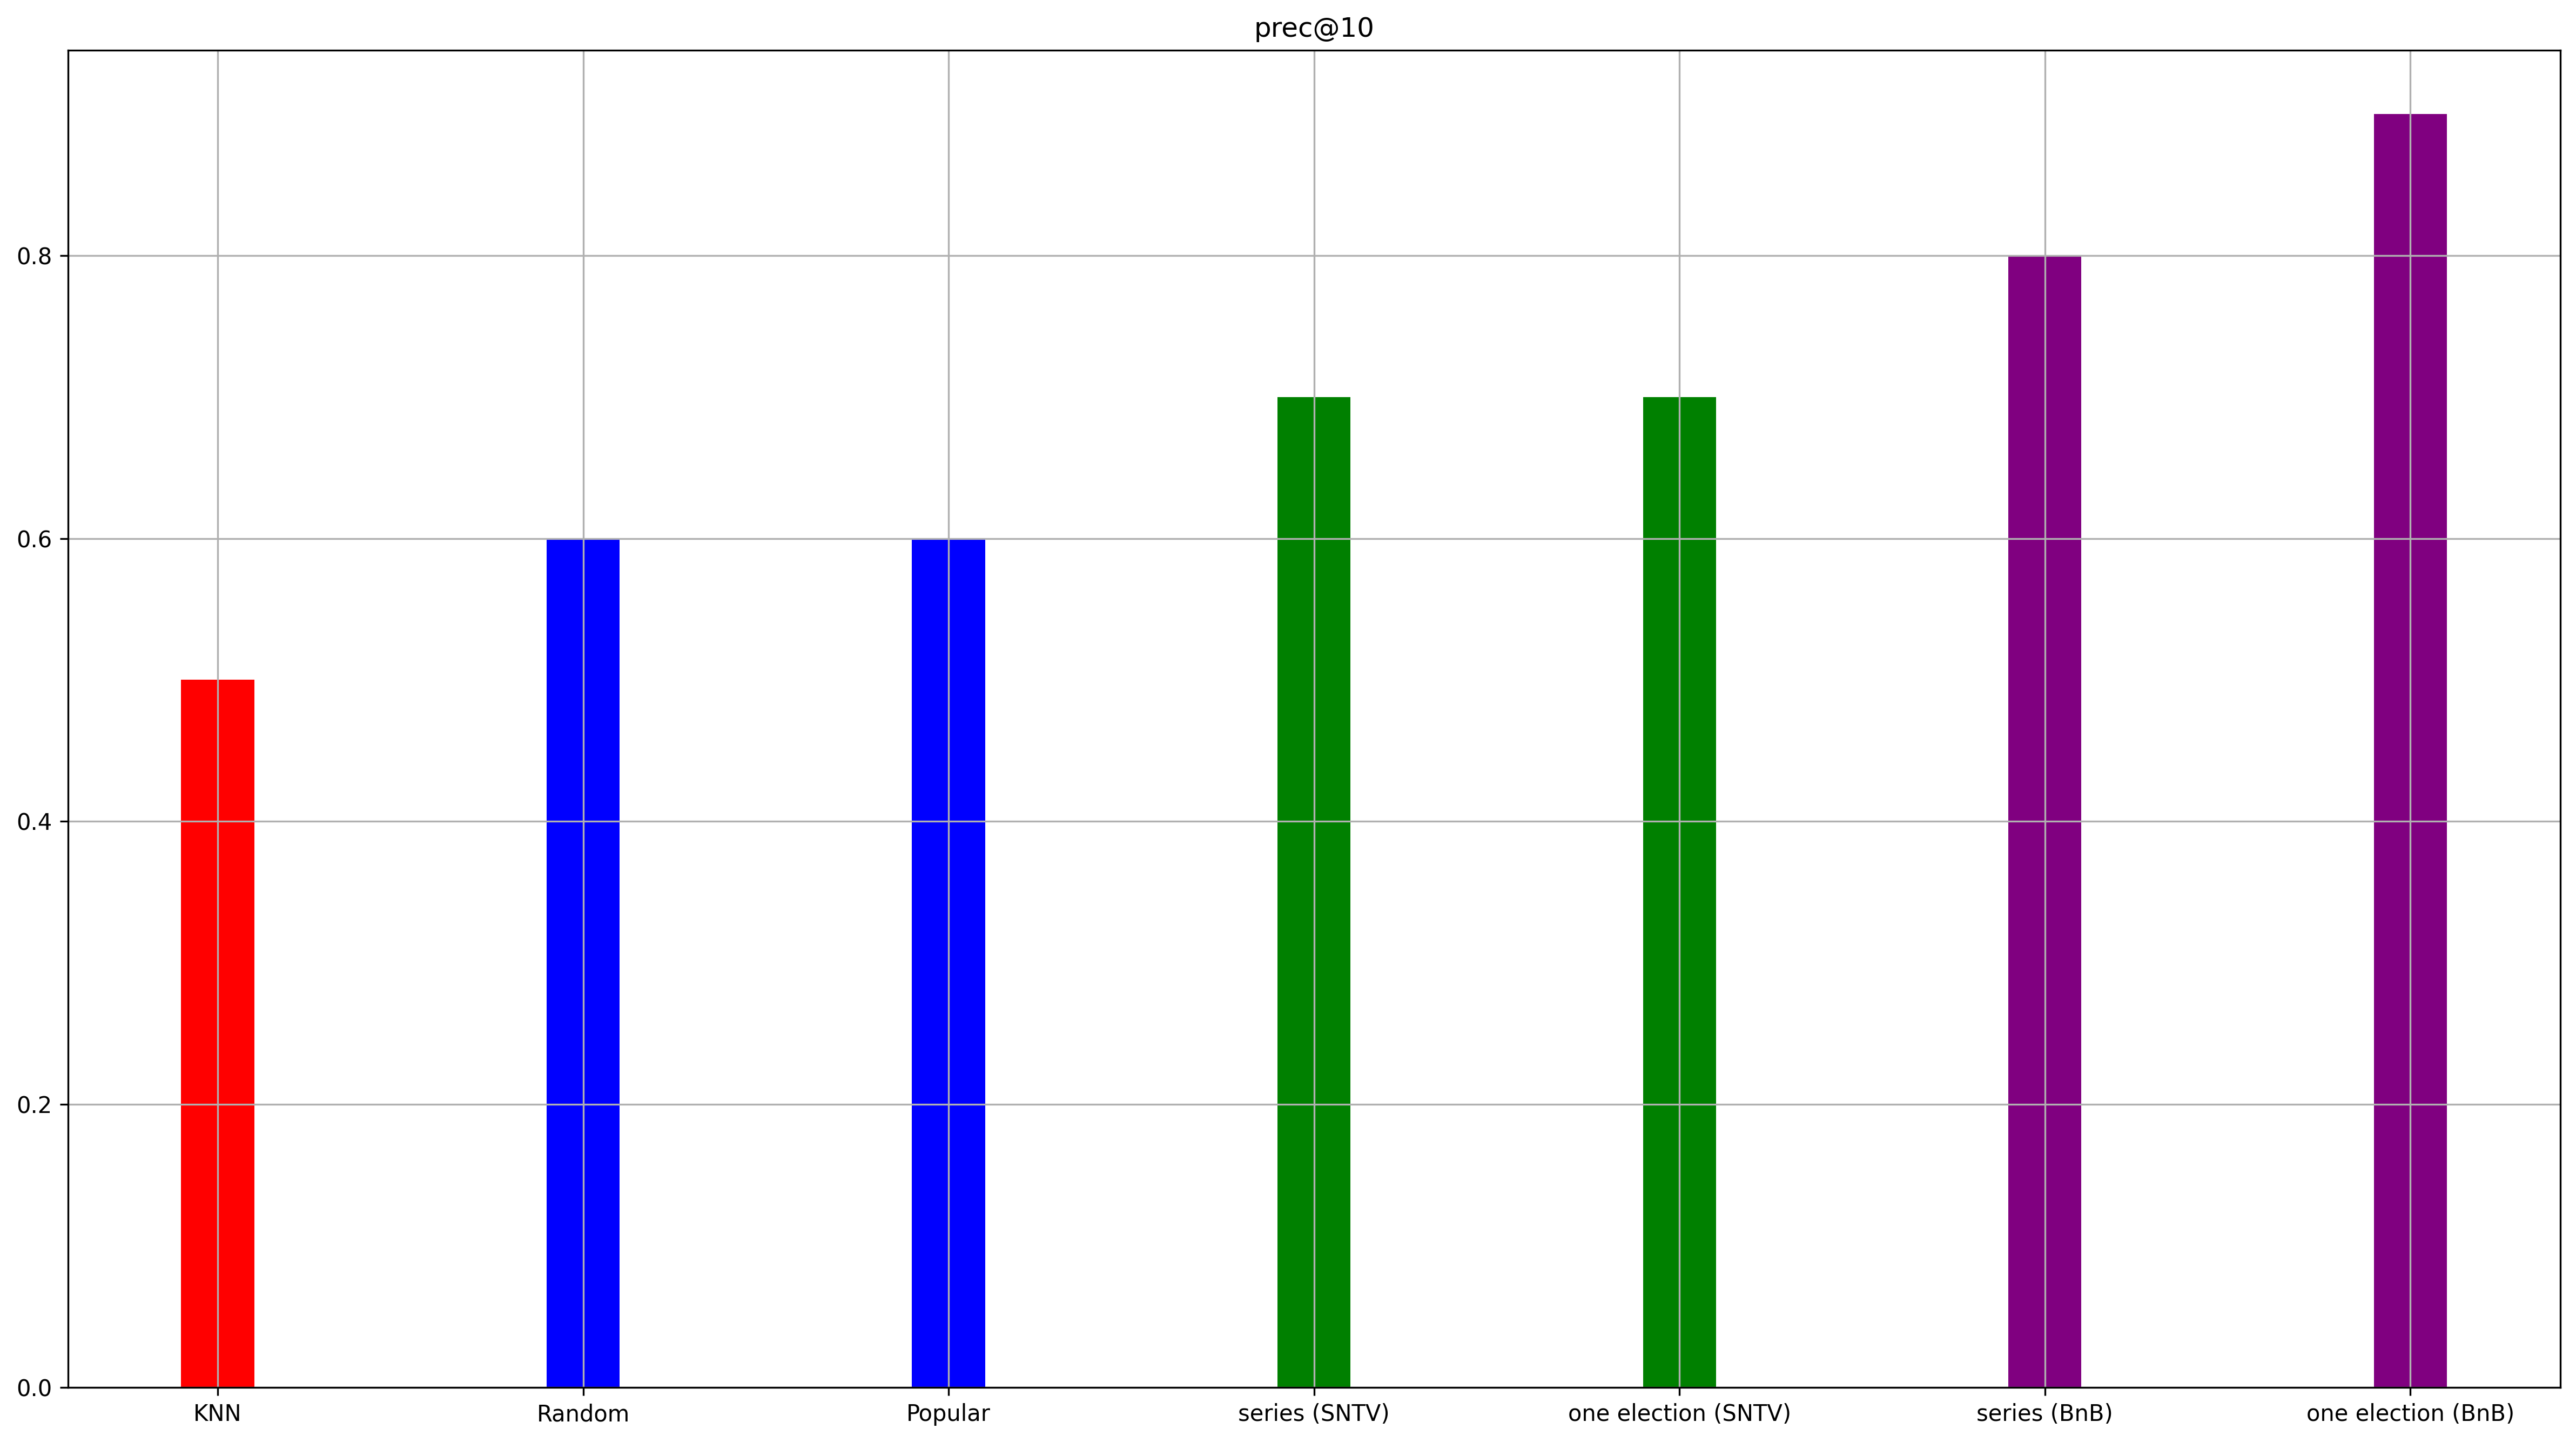 prec@10
0.8
0.6
0.4
0.2
0.0
KNN Random Popular series (SNTV) one election (SNTV) series (BnB) one election (BnB)